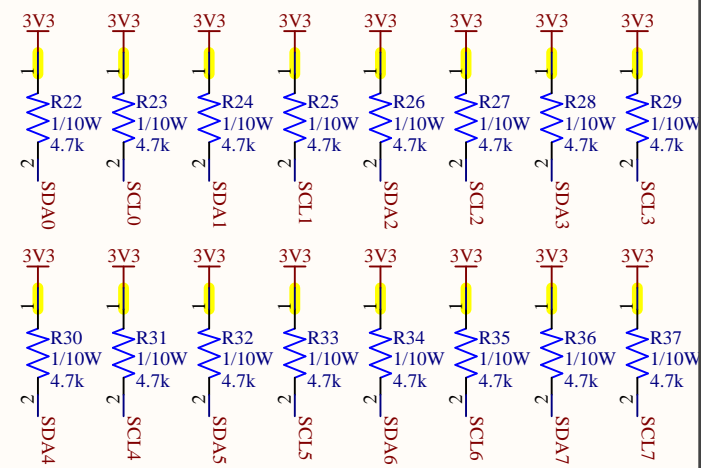 3V3 3V3 3V3 3V3 3V3 3V3 3V3 3V3
1 1 1 1 1 1 1 1
R22 R23 R24 R25 R26 R27 R28 R29
1/10W 1/10W 1/10W 1/10W 1/10W 1/10W 1/10W 1/10W
4.7k 4.7k 4.7k 4.7k 4.7k 4.7k 4.7k 4.7k
2 2 2 2 2 2 2 2
SDA0 SCL0 SDA1 SCL1 SDA2 SCL2 SDA3 SCL3
3V3 3V3 3V3 3V3 3V3 3V3 3V3 3V3
1 1 1 1 1 1 1 1
R30 R31 R32 R33 R34 R35 R36 R37
1/10W 1/10W 1/10W 1/10W 1/10W 1/10W 1/10W 1/10W
4.7k 4.7k 4.7k 4.7k 4.7k 4.7k 4.7k 4.7k
2 2 2 2 2 2 2 2
SDA4 SCL4 SDA5 SCL5 SDA6 SCL6 SDA7 SCL7